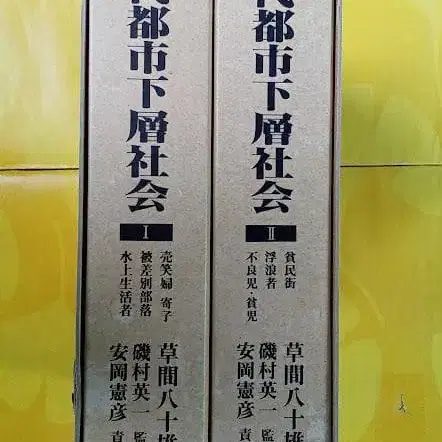 代都市下層社会
I
売笑婦 寄子
被差別部落
水上生活者
草間八十雄
磯村英一 監
安岡憲彦 責
代都市下層社会
II
貧民街
浮浪者
不良児・貧児
草間八十雄
磯村英一 監
安岡憲彦 責